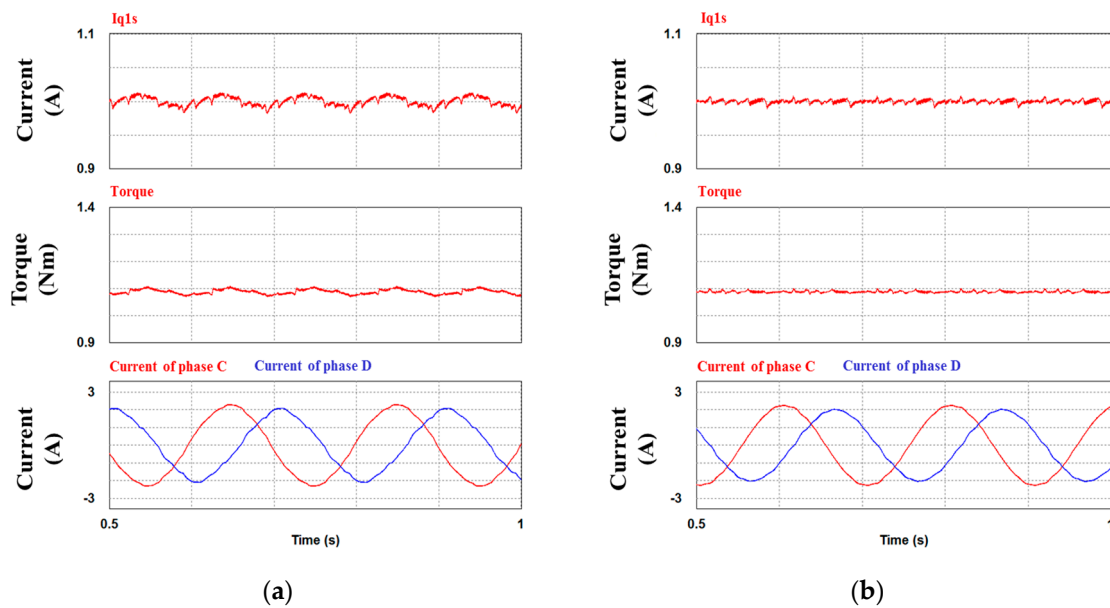 Iq1s
1.1
Current
(A)
0.9
Torque
1.4
Torque
(Nm)
0.9
Current of phase C Current of phase D
3
Current
(A)
-3
0.5 1
Time (s)
(a)
Iq1s
1.1
Current
(A)
0.9
Torque
1.4
Torque
(Nm)
0.9
Current of phase C Current of phase D
3
Current
(A)
-3
0.5 1
Time (s)
(b)